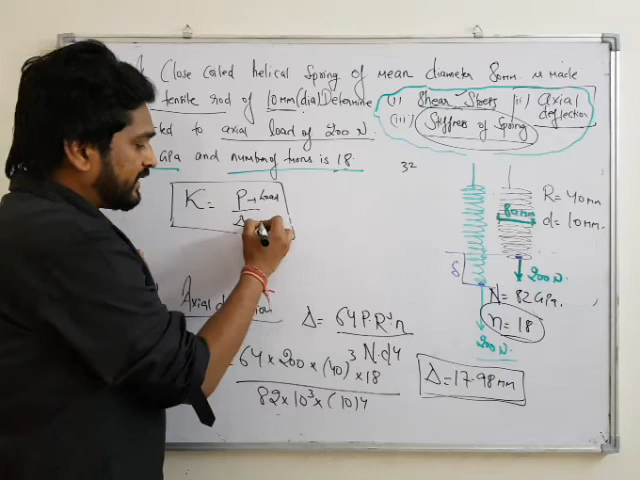 A Close Coiled helical Spring of mean diameter 80mm is made
tensile rod of 10mm(dia) Determine (i) Shear Stress (ii) Axial deflection
ted to axial load of 200 N. (iii) Stiffness of Spring
GPa and number of turns is 18.
32
K = P → Load
Δ
R = 40mm
d = 10mm.
80mm
δ
200 N.
N = 82 GPa.
n = 18
200 N.
Axial d
ion
Δ = 64 P. R³ n
N. d4
64 × 200 × (40)3 × 18
82 × 10³ × (10)4
Δ = 17.98 mm